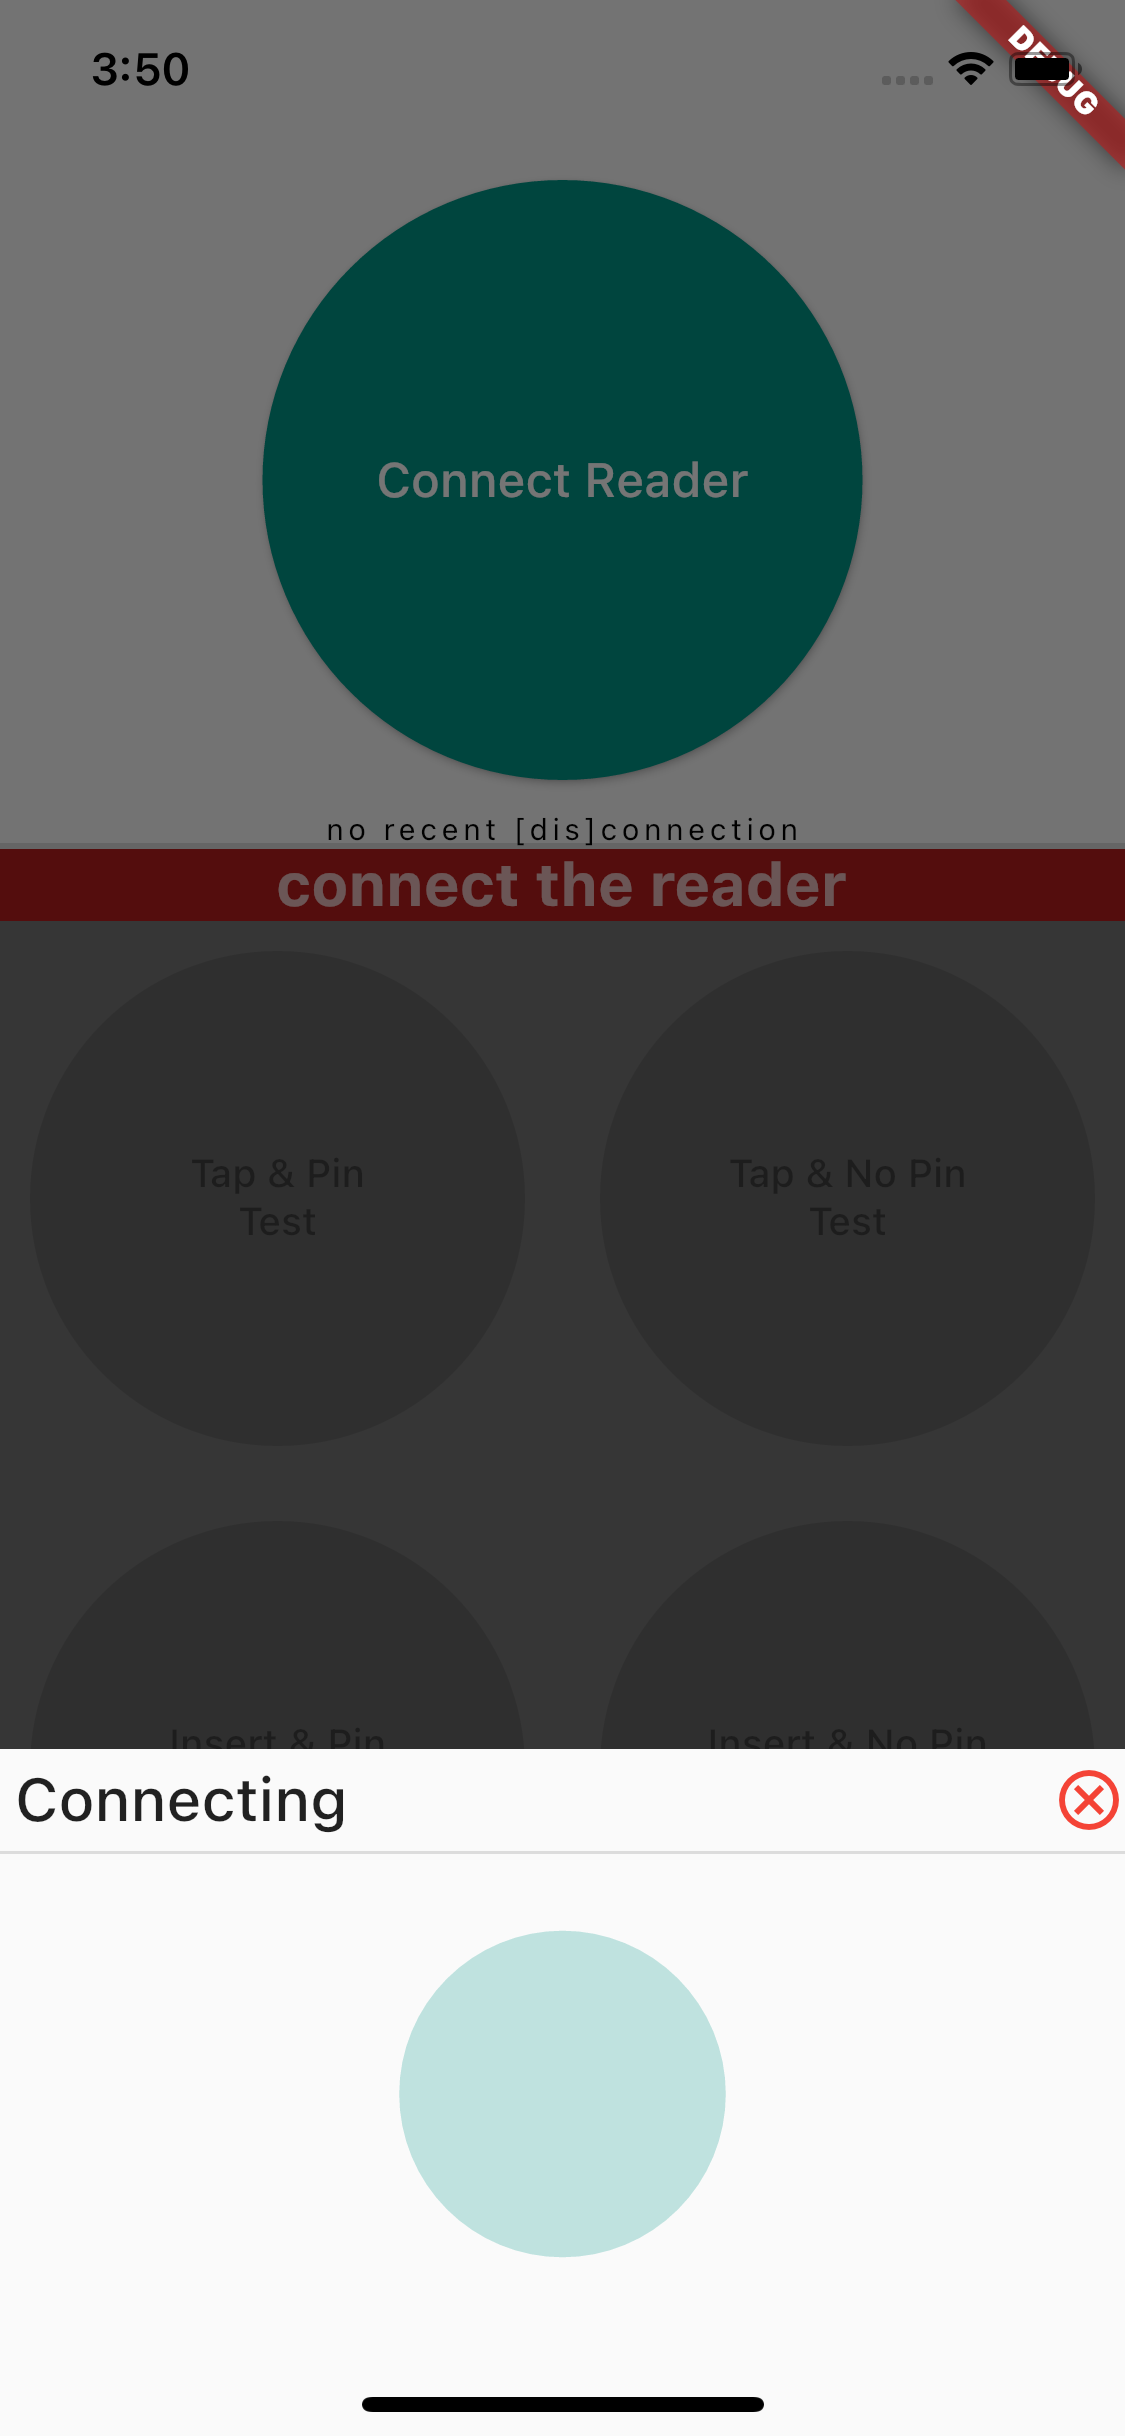 3:50
DEBUG
Connect Reader
no recent [dis]connection
connect the reader
Tap & Pin
Test
Tap & No Pin
Test
Insert & Pin
Insert & No Pin
Connecting